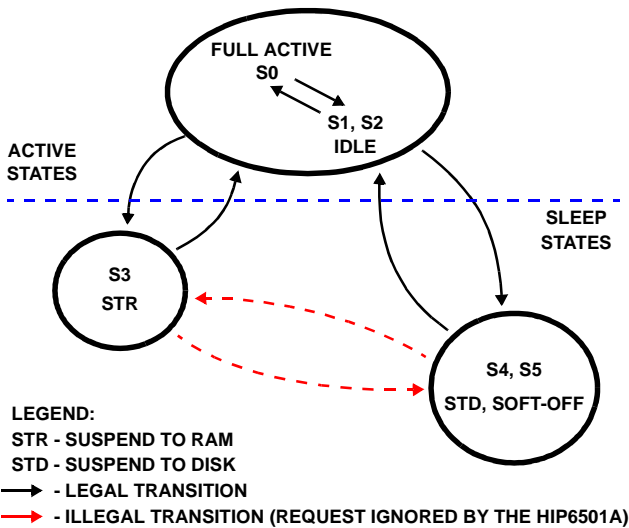 FULL ACTIVE
S0
S1, S2
IDLE
ACTIVE
STATES
SLEEP
STATES
S3
STR
S4, S5
STD, SOFT-OFF
LEGEND:
STR - SUSPEND TO RAM
STD - SUSPEND TO DISK
- LEGAL TRANSITION
- ILLEGAL TRANSITION (REQUEST IGNORED BY THE HIP6501A)